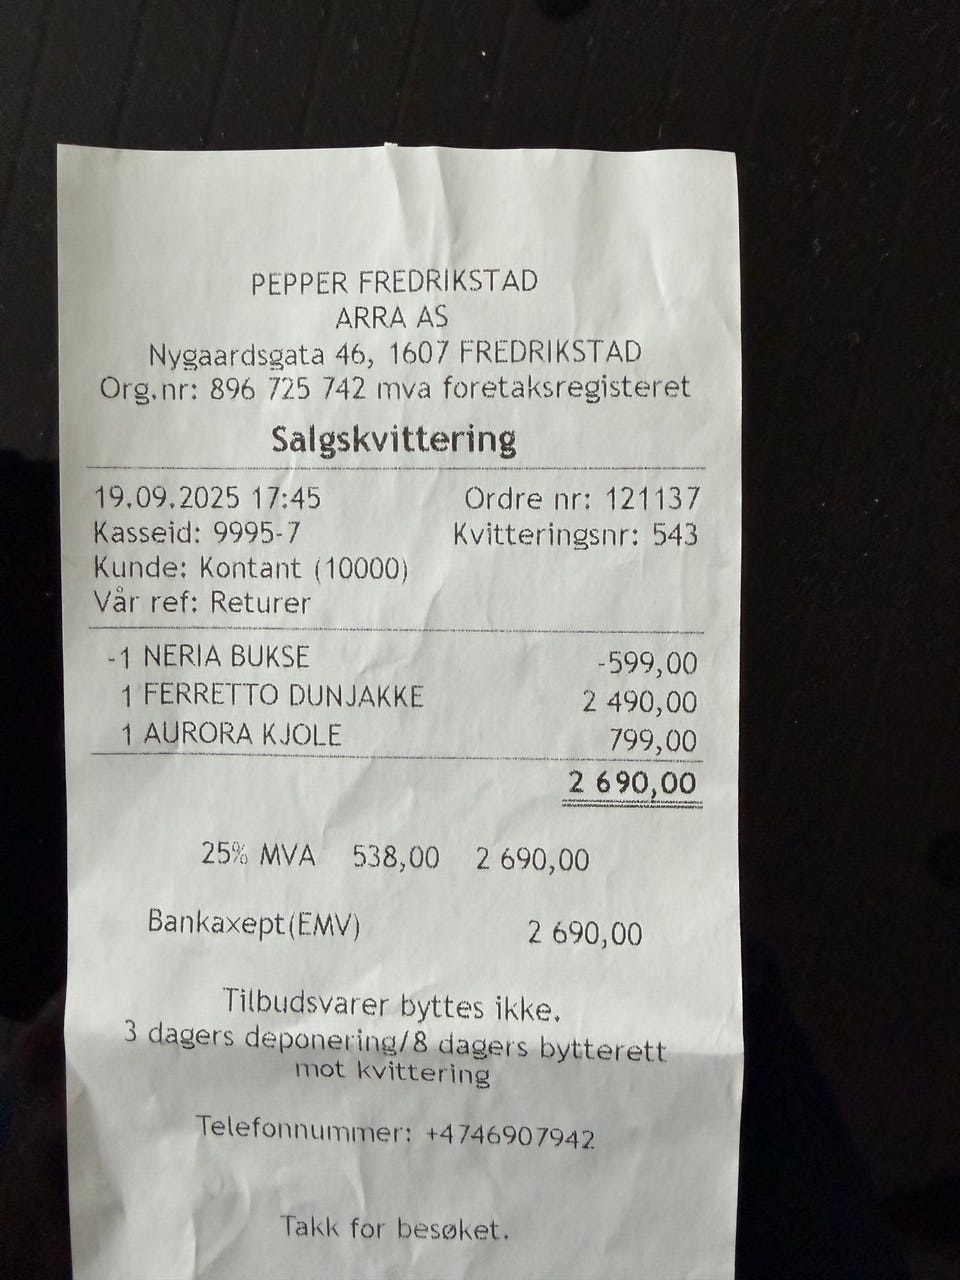 PEPPER FREDRIKSTAD
ARRA AS
Nygaardsgata 46, 1607 FREDRIKSTAD
Org.nr: 896 725 742 mva foretaksregisteret
Salgskvittering
19.09.2025 17:45 Ordre nr: 121137
Kasseid: 9995-7 Kvitteringsnr: 543
Kunde: Kontant (10000)
Vår ref: Returer
-1 NERIA BUKSE -599,00
1 FERRETTO DUNJAKKE 2 490,00
1 AURORA KJOLE 799,00
2 690,00
25% MVA 538,00 2 690,00
Bankaxept(EMV) 2 690,00
Tilbudsvarer byttes ikke.
3 dagers deponering/8 dagers bytterett
mot kvittering
Telefonnummer: +4746907942
Takk for besøket.